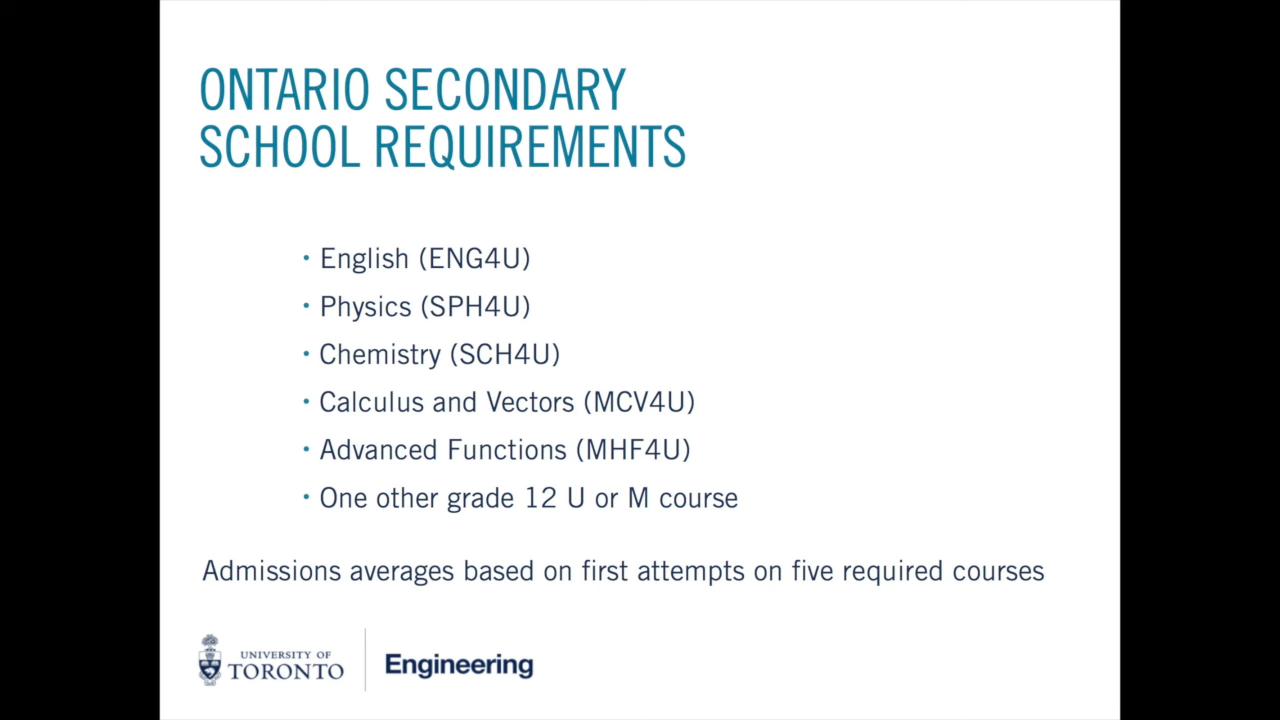 ONTARIO SECONDARY
SCHOOL REQUIREMENTS
• English (ENG4U)
• Physics (SPH4U)
• Chemistry (SCH4U)
• Calculus and Vectors (MCV4U)
• Advanced Functions (MHF4U)
• One other grade 12 U or M course
Admissions averages based on first attempts on five required courses
UNIVERSITY OF
TORONTO
Engineering